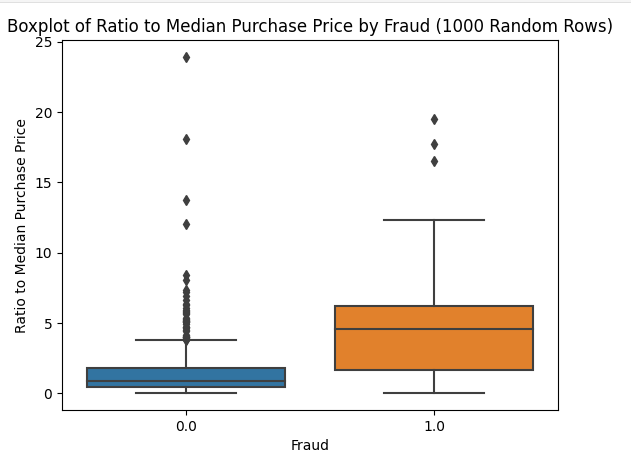 Boxplot of Ratio to Median Purchase Price by Fraud (1000 Random Rows)
Ratio to Median Purchase Price
25
20
15
10
5
0
0.0 1.0
Fraud